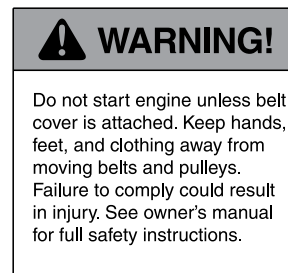 WARNING!
Do not start engine unless belt
cover is attached. Keep hands,
feet, and clothing away from
moving belts and pulleys.
Failure to comply could result
in injury. See owner's manual
for full safety instructions.